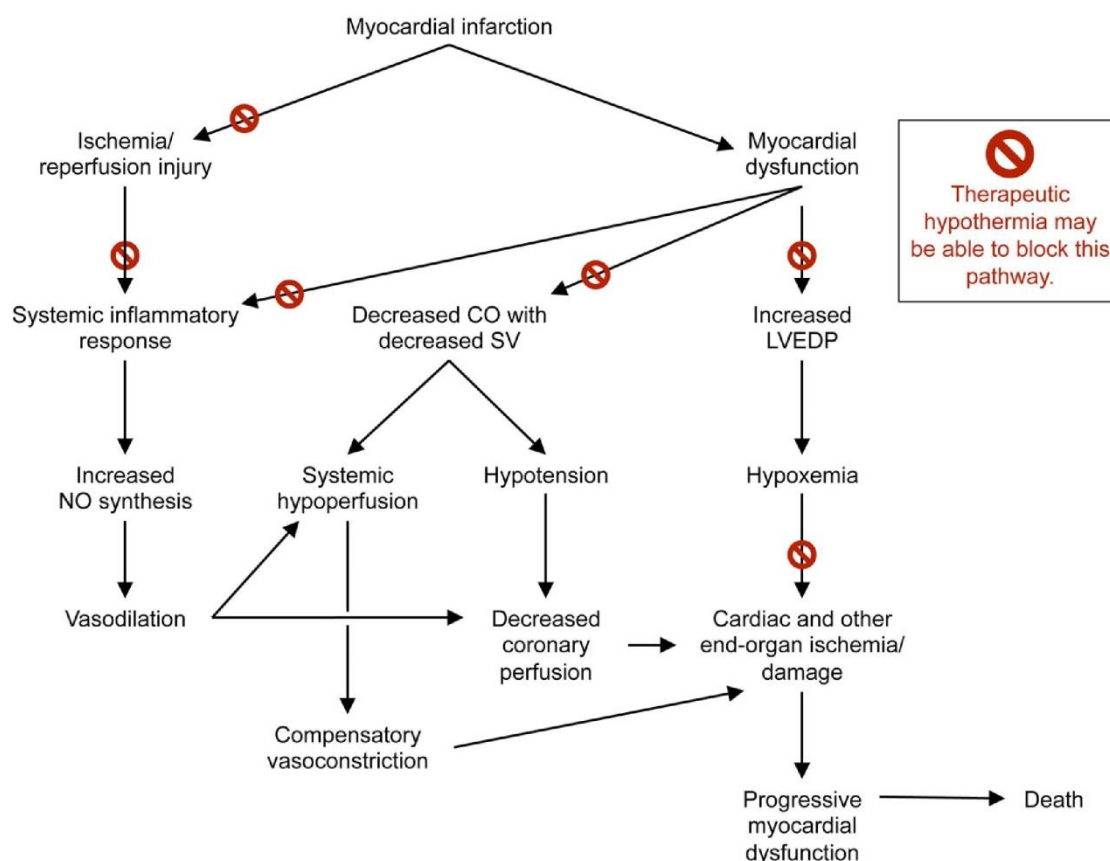 Myocardial infarction
Ischemia/
reperfusion injury
Myocardial
dysfunction
Therapeutic
hypothermia may
be able to block this
pathway.
Systemic inflammatory
response
Decreased CO with
decreased SV
Increased
LVEDP
Increased
NO synthesis
Systemic
hypoperfusion
Hypotension
Hypoxemia
Vasodilation
Decreased
coronary
perfusion
Cardiac and other
end-organ ischemia/
damage
Compensatory
vasoconstriction
Progressive
myocardial
dysfunction
Death